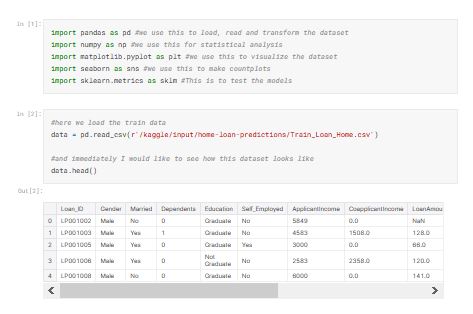 In [1]:
import pandas as pd #we use this to load, read and transform the dataset
import numpy as np #we use this for statistical analysis
import matplotlib.pyplot as plt #we use this to visualize the dataset
import seaborn as sns #we use this to make countplots
import sklearn.metrics as sklm #This is to test the models
In [2]:
#here we load the train data
data = pd.read_csv(r'/kaggle/input/home-loan-predictions/Train_Loan_Home.csv')
#and immediately I would like to see how this dataset looks like
data.head()
Out[2]:
Loan_ID Gender Married Dependents Education Self_Employed ApplicantIncome CoapplicantIncome LoanAmou
0 LP001002 Male No 0 Graduate No 5849 0.0 NaN
1 LP001003 Male Yes 1 Graduate No 4583 1508.0 128.0
2 LP001005 Male Yes 0 Graduate Yes 3000 0.0 66.0
3 LP001006 Male Yes 0 Not Graduate No 2583 2358.0 120.0
4 LP001008 Male No 0 Graduate No 6000 0.0 141.0